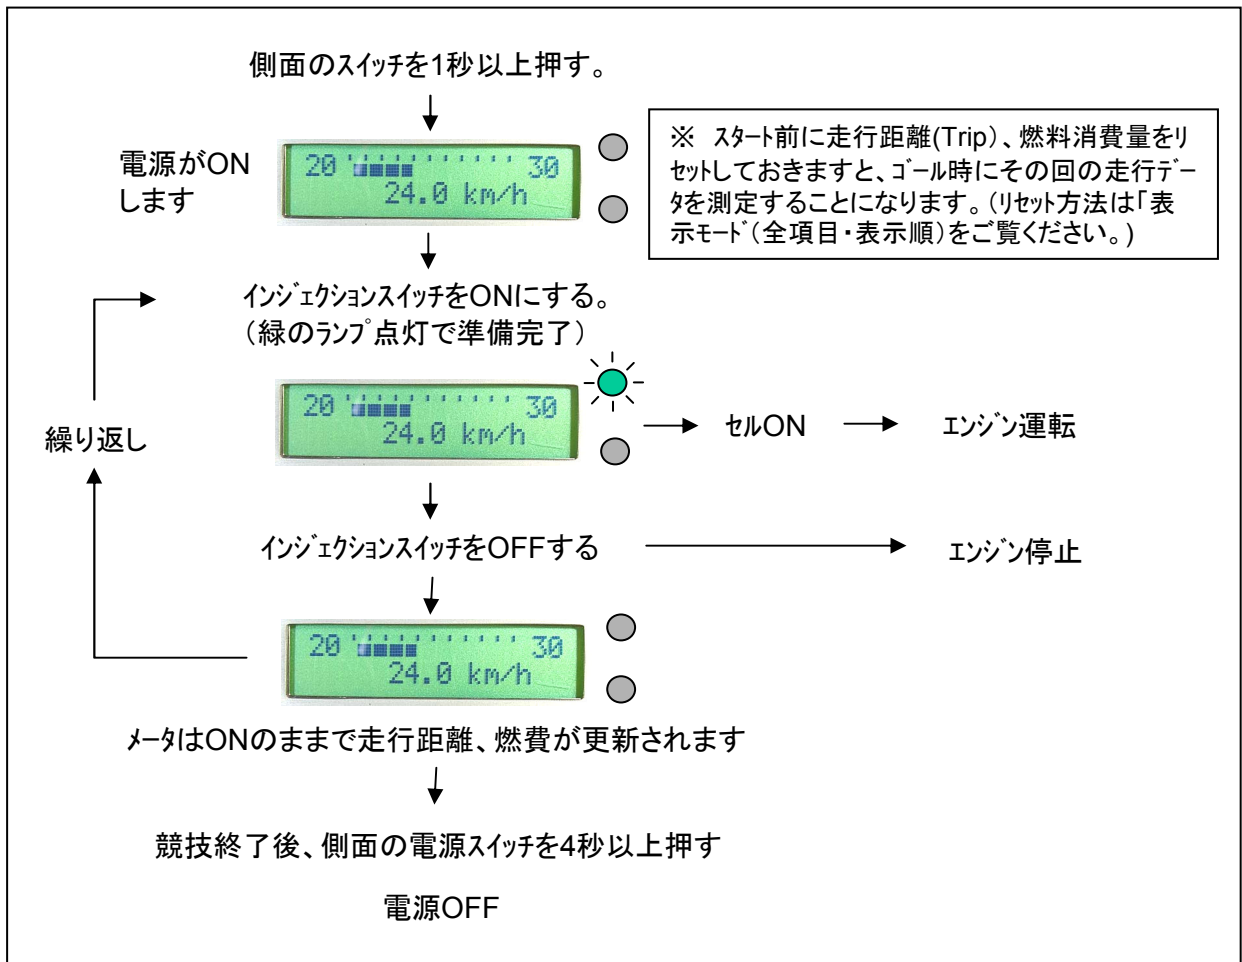 側面のスイッチを1秒以上押す。
電源がON
します
20 30
24.0 km/h
※ スタート前に走行距離(Trip)、燃料消費量をリ
セットしておきますと、ゴール時にその回の走行デー
タを測定することになります。(リセット方法は「表
示モード(全項目・表示順)をご覧ください。)
インジェクションスイッチをONにする。
(緑のランプ点灯で準備完了)
20 30
24.0 km/h
セルON
エンジン運転
繰り返し
インジェクションスイッチをOFFする
エンジン停止
20 30
24.0 km/h
メータはONのままで走行距離、燃費が更新されます
競技終了後、側面の電源スイッチを4秒以上押す
電源OFF